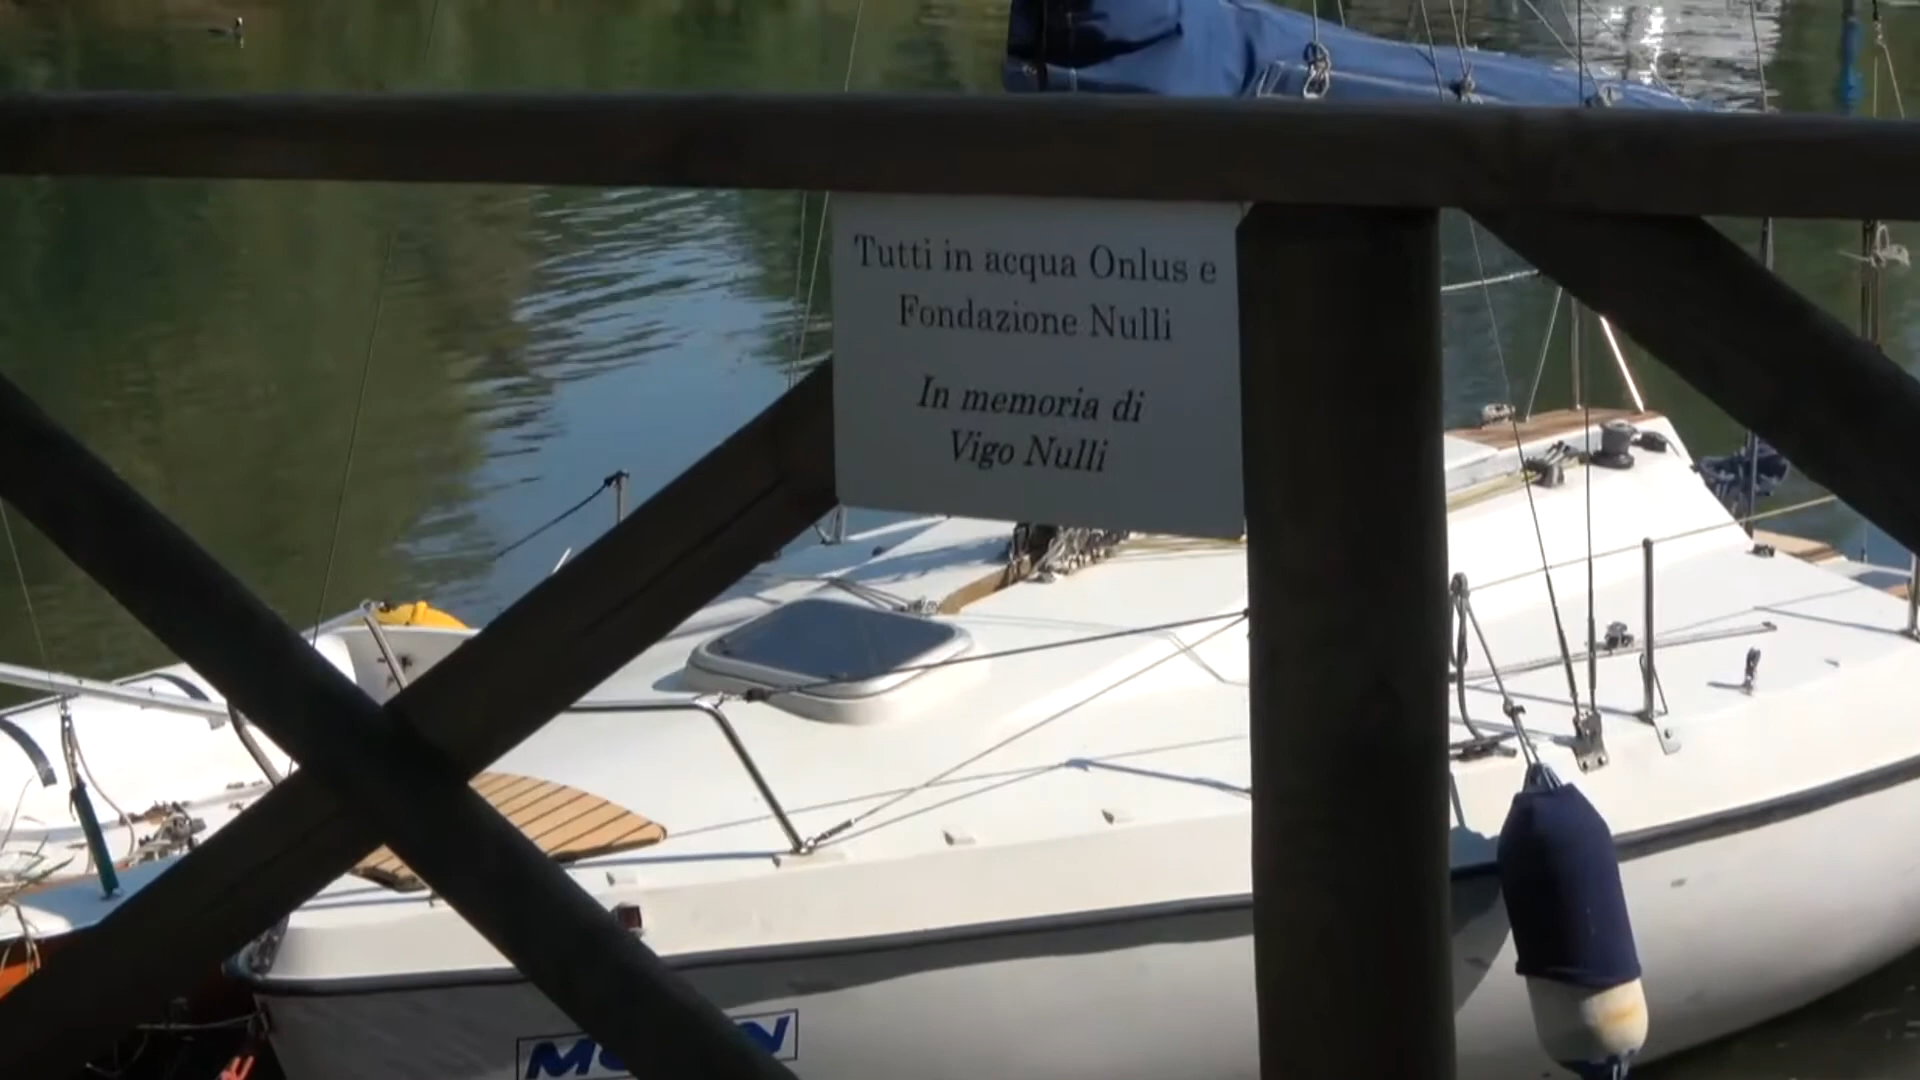 Tutti in acqua Onlus e
Fondazione Nulli
In memoria di
Vigo Nulli